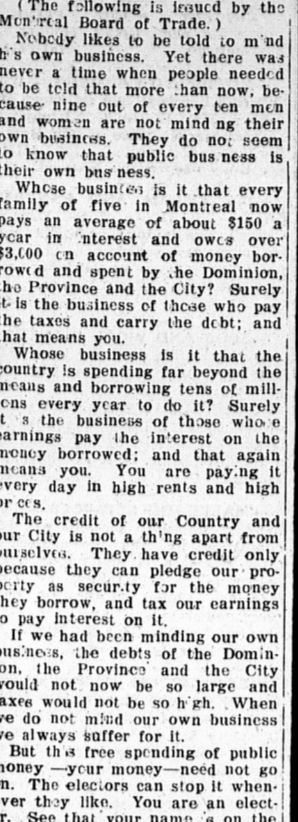 (The following is issued by the
Montreal Board of Trade.)
Nobody likes to be told to mind
his own business. Yet there was
never a time when people needed
to be told that more than now, be-
cause nine out of every ten men
and women are not minding their
own business. They do not seem
to know that public business is
their own business.
Whose business is it that every
family of five in Montreal now
pays an average of about $150 a
year in interest and owes over
$3,000 on account of money bor-
rowed and spent by the Dominion,
the Province and the City? Surely
it is the business of those who pay
the taxes and carry the debt; and
that means you.
Whose business is it that the
country is spending far beyond the
means and borrowing tens of mill-
ions every year to do it? Surely
it is the business of those whose
earnings pay the interest on the
money borrowed; and that again
means you. You are paying it
every day in high rents and high
prices.
The credit of our Country and
our City is not a thing apart from
ourselves. They have credit only
because they can pledge our pro-
perty as security for the money
they borrow, and tax our earnings
to pay interest on it.
If we had been minding our own
business, the debts of the Domin-
ion, the Province and the City
would not now be so large and
taxes would not be so high. When
we do not mind our own business
we always suffer for it.
But this free spending of public
money—your money—need not go
on. The electors can stop it when-
ever they like. You are an elect-
or. See that your name's on the